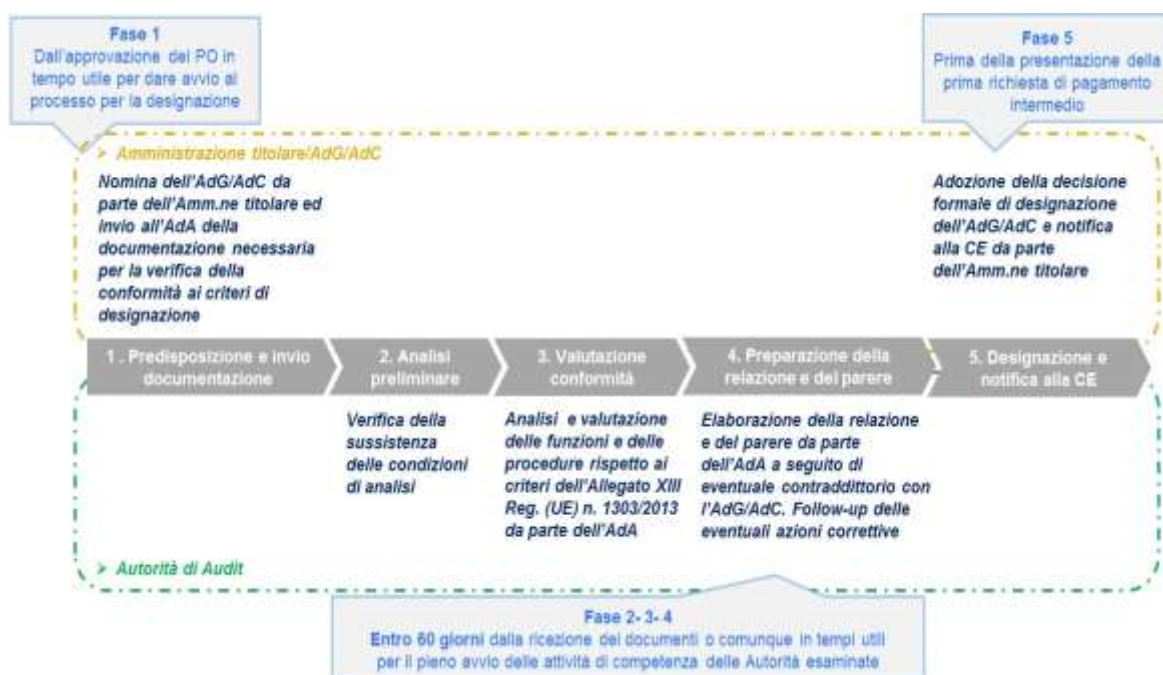 Fase 1
Dall'approvazione del PO in
tempo utile per dare avvio al
processo per la designazione
Fase 5
Prima della presentazione della
prima richiesta di pagamento
intermedio
➢ Amministrazione titolare/AdG/AdC
Nomina dell'AdG/AdC da
parte dell'Amm.ne titolare ed
invio all'AdA della
documentazione necessaria
per la verifica della
conformità ai criteri di
designazione
Adozione della decisione
formale di designazione
dell'AdG/AdC e notifica
alla CE da parte
dell'Amm.ne titolare
1 . Predisposizione e invio
documentazione
2. Analisi
preliminare
3. Valutazione
conformità
4. Preparazione della
relazione e del parere
5. Designazione e
notifica alla CE
Verifica della
sussistenza
delle condizioni
di analisi
Analisi e valutazione
delle funzioni e delle
procedure rispetto ai
criteri dell'Allegato XIII
Reg. (UE) n. 1303/2013
da parte dell'AdA
Elaborazione della relazione
e del parere da parte
dell'AdA a seguito di
eventuale contraddittorio con
l'AdG/AdC. Follow-up delle
eventuali azioni correttive
➢ Autorità di Audit
Fase 2- 3- 4
Entro 60 giorni dalla ricezione dei documenti o comunque in tempi utili
per il pieno avvio delle attività di competenza delle Autorità esaminate